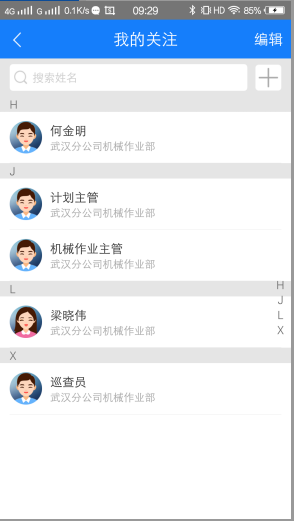 4G G 0.1K/s 09:29 HD 85%
我的关注 编辑
搜索姓名
H
何金明
武汉分公司机械作业部
J
计划主管
武汉分公司机械作业部
机械作业主管
武汉分公司机械作业部
L
梁晓伟
武汉分公司机械作业部
X
巡查员
武汉分公司机械作业部
H
J
L
X